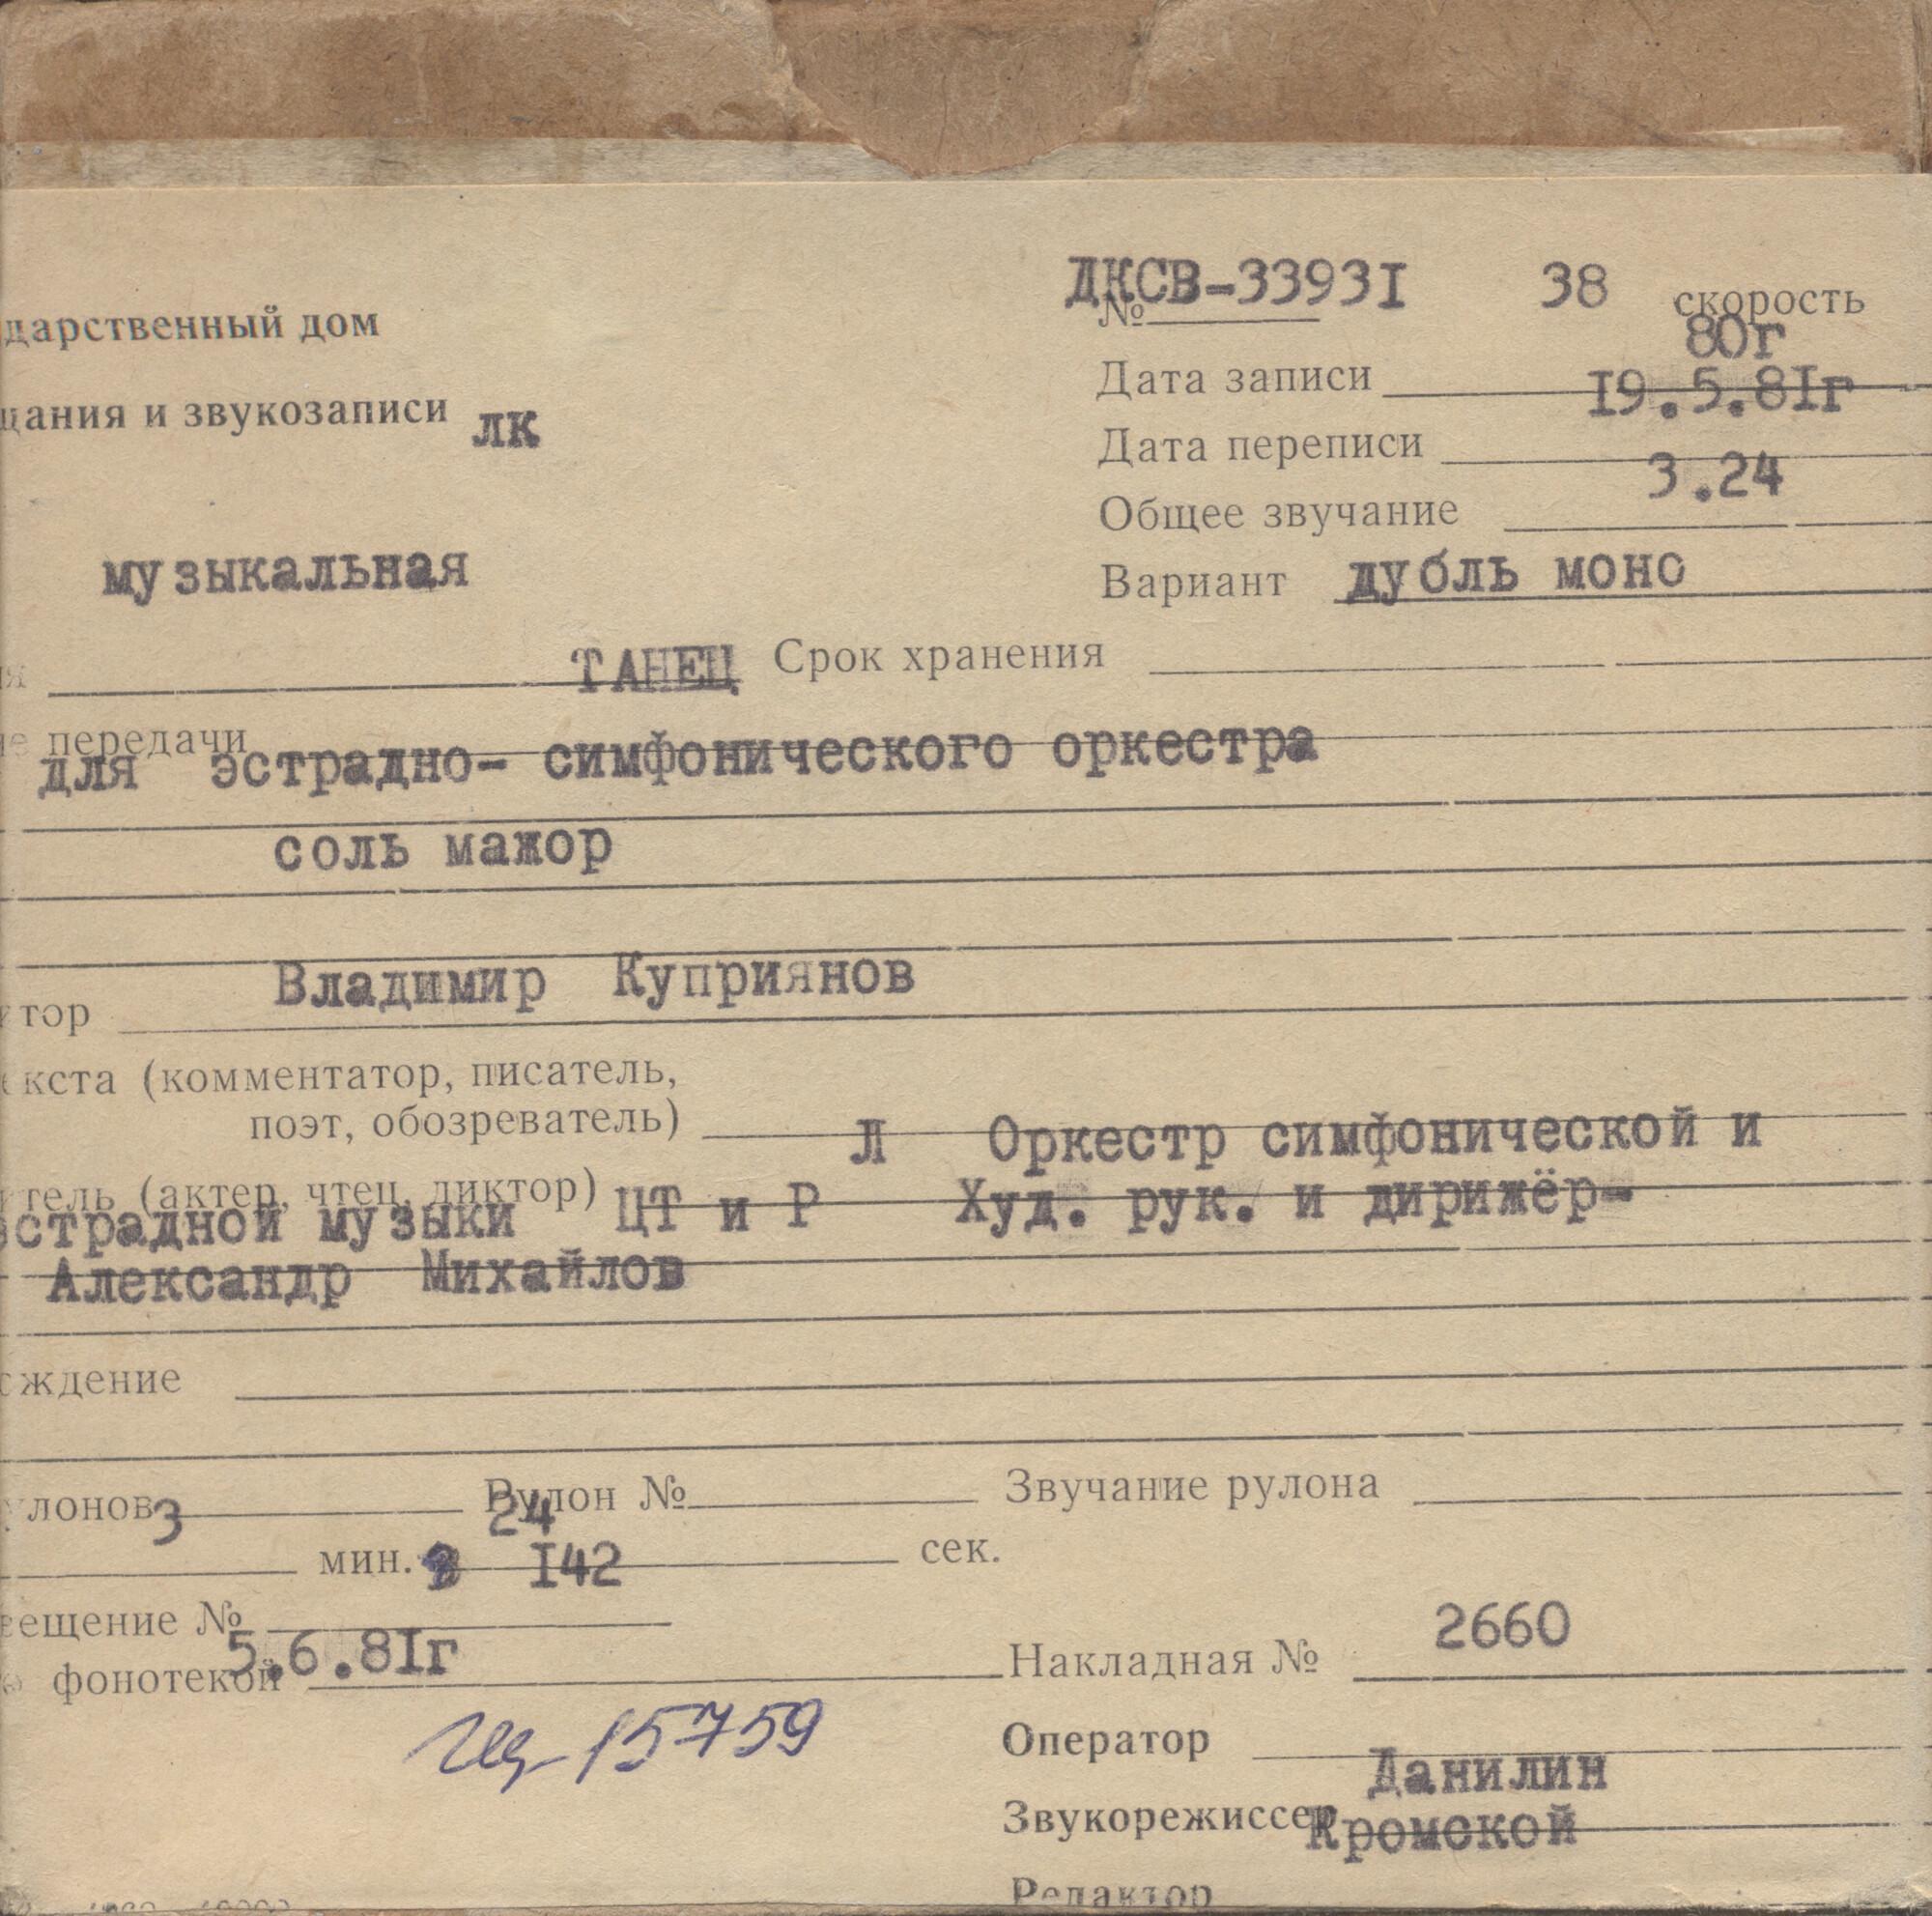 ДКСВ-3393I 38 скорость
№
дарственный дом
80г
Дата записи
I9.5.8Iг
щания и звукозаписи лк
Дата переписи
3.24
Общее звучание
музыкальная
Вариант дубль моно
я ТАНЕЦ Срок хранения
е передачи
для эстрадно- симфонического оркестра
соль мажор
Владимир Куприянов
тор
екста (комментатор, писатель,
поэт, обозреватель)
Л Оркестр симфонической и
тель (актер, чтец, диктор)
эстрадной музыки ЦТ и Р Худ. рук. и дирижёр-
Александр Михайлов
ождение
улонов Рулон № Звучание рулона
3 24
мин. сек.
I42
ещение №
2660
5.6.8Iг
фонотекой Накладная №
15759
Оператор
Данилин
Звукорежиссер
Кромской
Редактор